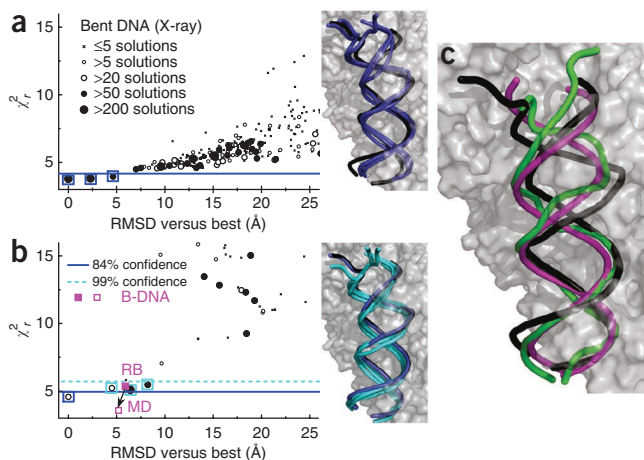 a
Bent DNA (X-ray)
≤5 solutions
>5 solutions
>20 solutions
>50 solutions
>200 solutions
χ²r
15
10
5
0 5 10 15 20 25
RMSD versus best (Å)
b
84% confidence
99% confidence
B-DNA
χ²r
15
10
5
RB
MD
0 5 10 15 20 25
RMSD versus best (Å)
c